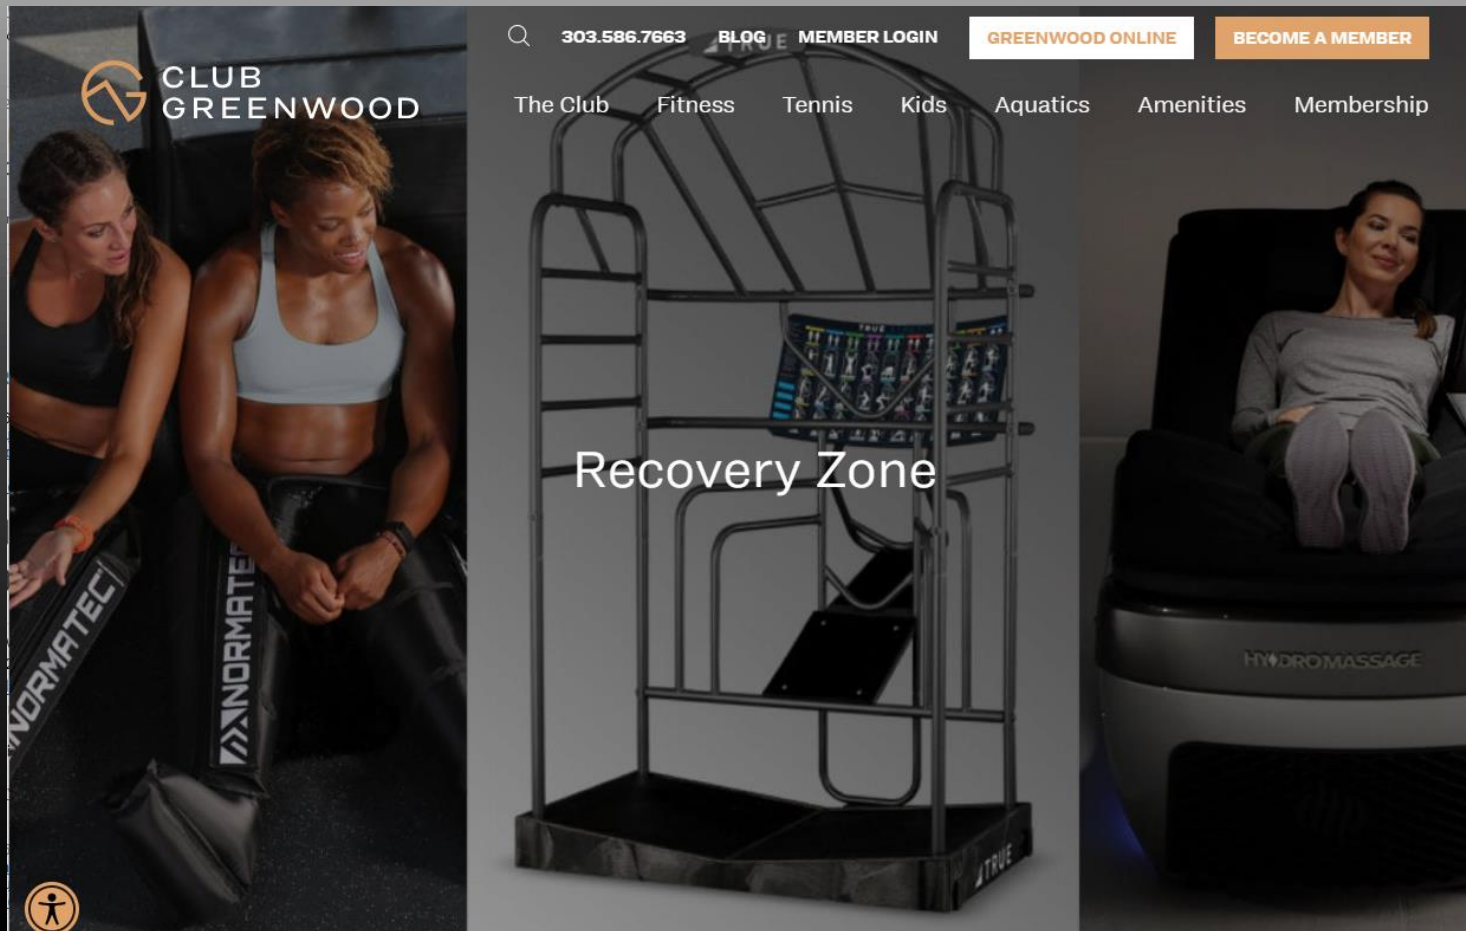 303.586.7663
BLOG
MEMBER LOGIN
GREENWOOD ONLINE
BECOME A MEMBER
CLUB
GREENWOOD
The Club
Fitness
Tennis
Kids
Aquatics
Amenities
Membership
TRUE
TRUE
Recovery Zone
NORMATEC
NORMATEC
HYDROMASSAGE
TRUE